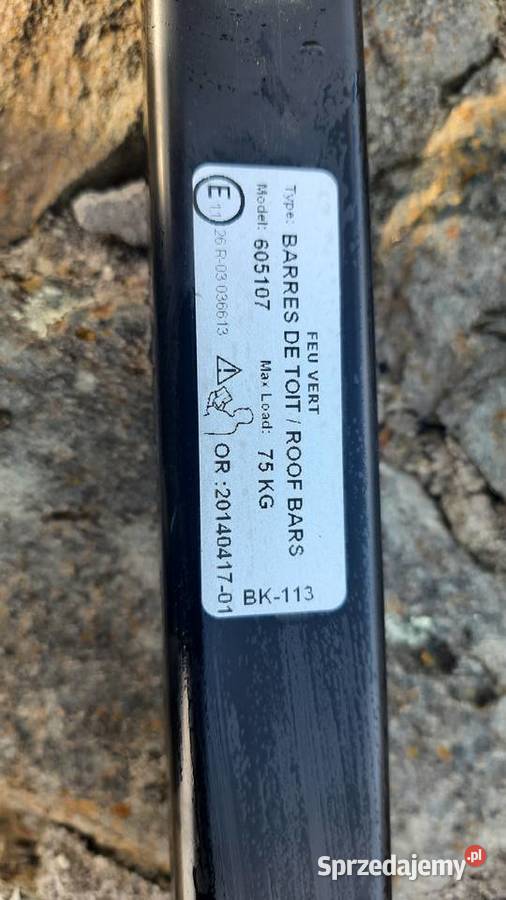 FEU VERT
Type: BARRES DE TOIT / ROOF BARS
Model: 605107 Max Load: 75 KG
E 11 26 R-03 036613 OR :20140417-01
BK-113
Sprzedajemy.pl